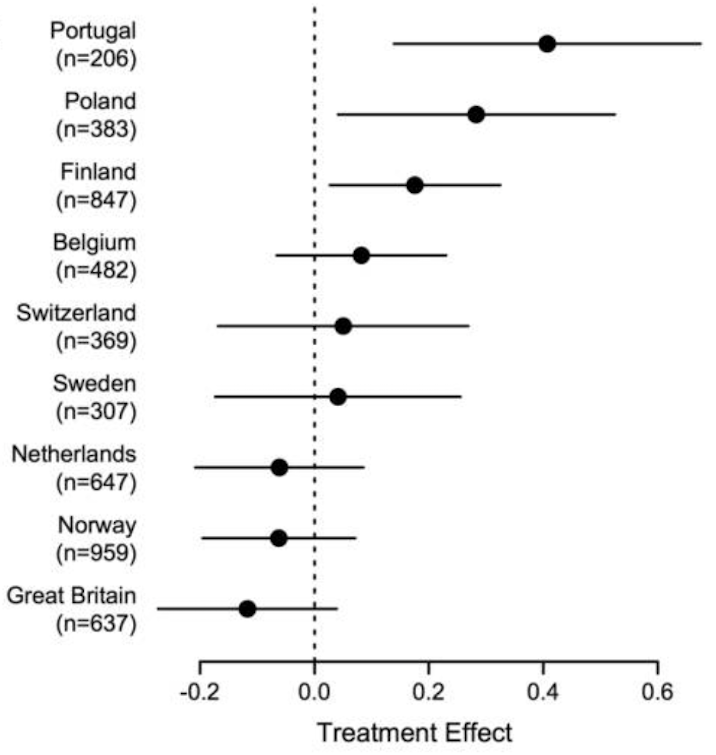 Portugal
(n=206)
Poland
(n=383)
Finland
(n=847)
Belgium
(n=482)
Switzerland
(n=369)
Sweden
(n=307)
Netherlands
(n=647)
Norway
(n=959)
Great Britain
(n=637)
-0.2 0.0 0.2 0.4 0.6
Treatment Effect